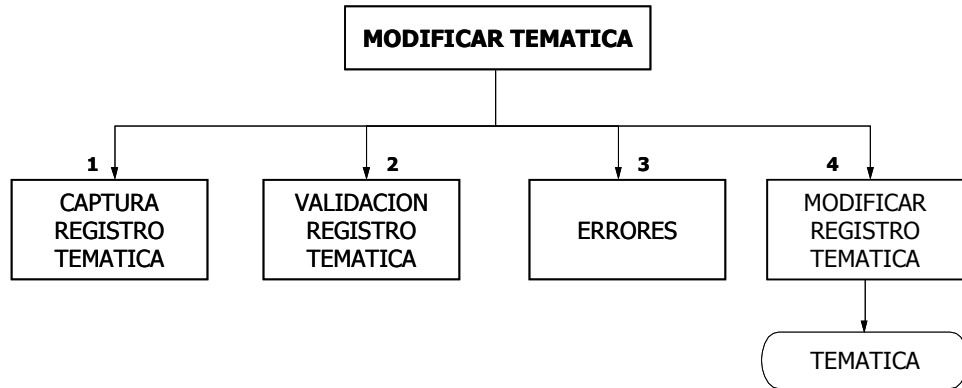 MODIFICAR TEMATICA
1
2
3
4
CAPTURA
REGISTRO
TEMATICA
VALIDACION
REGISTRO
TEMATICA
ERRORES
MODIFICAR
REGISTRO
TEMATICA
TEMATICA